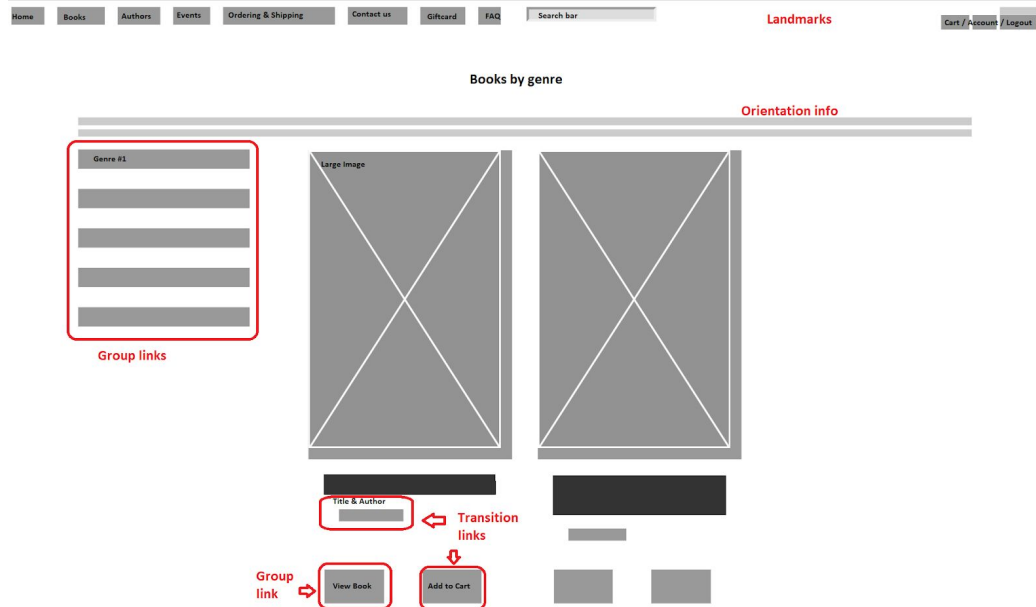 Home Books Authors Events Ordering & Shipping Contact us Giftcard FAQ Search bar Landmarks Cart / Account / Logout
Books by genre
Orientation info
Genre #1
Large Image
Group links
Title & Author
Transition
links
Group
link
View Book
Add to Cart